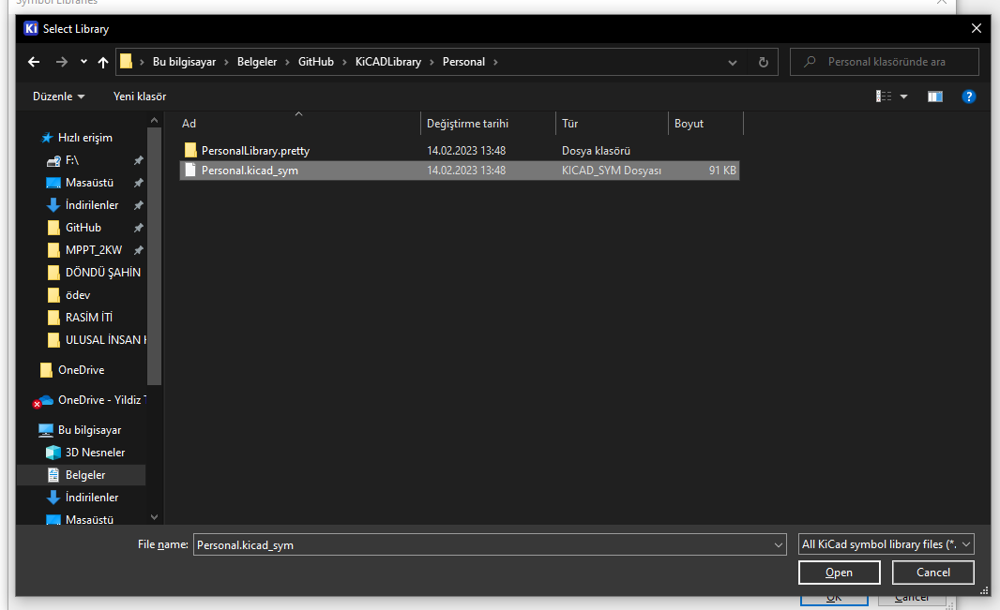 Symbol Libraries
Ki Select Library
Bu bilgisayar > Belgeler > GitHub > KiCADLibrary > Personal >
Personal klasöründe ara
Düzenle Yeni klasör
?
Ad Değiştirme tarihi Tür Boyut
PersonalLibrary.pretty 14.02.2023 13:48 Dosya klasörü
Personal.kicad_sym 14.02.2023 13:48 KICAD_SYM Dosyası 91 KB
Hızlı erişim
F:\
Masaüstü
İndirilenler
GitHub
MPPT_2KW
DÖNDÜ ŞAHİN
ödev
RASİM İTİ
ULUSAL İNSAN
OneDrive
OneDrive - Yildiz
Bu bilgisayar
3D Nesneler
Belgeler
İndirilenler
Masaüstü
File name: Personal.kicad_sym All KiCad symbol library files (*.
Open Cancel
OK Cancel